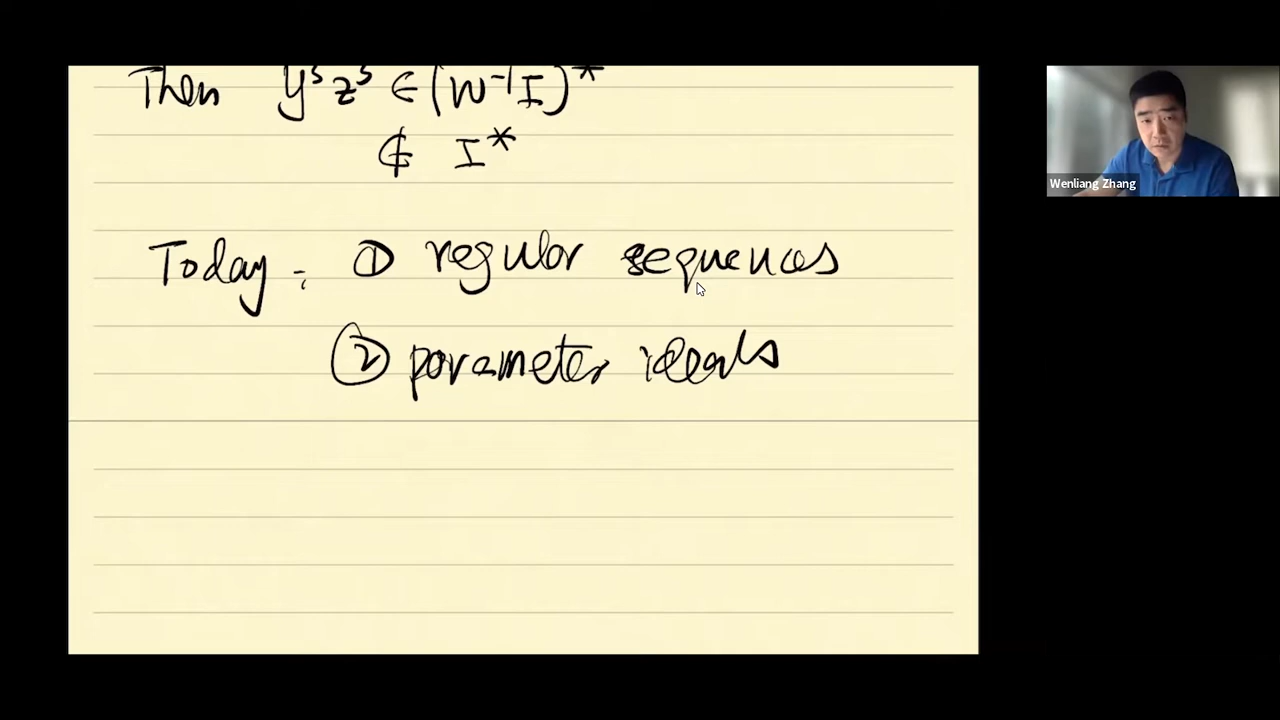 Then y³z³ ∈ (W⁻¹I)*
∉ I*
Wenliang Zhang
Today: ① regular sequences
② parameter ideals